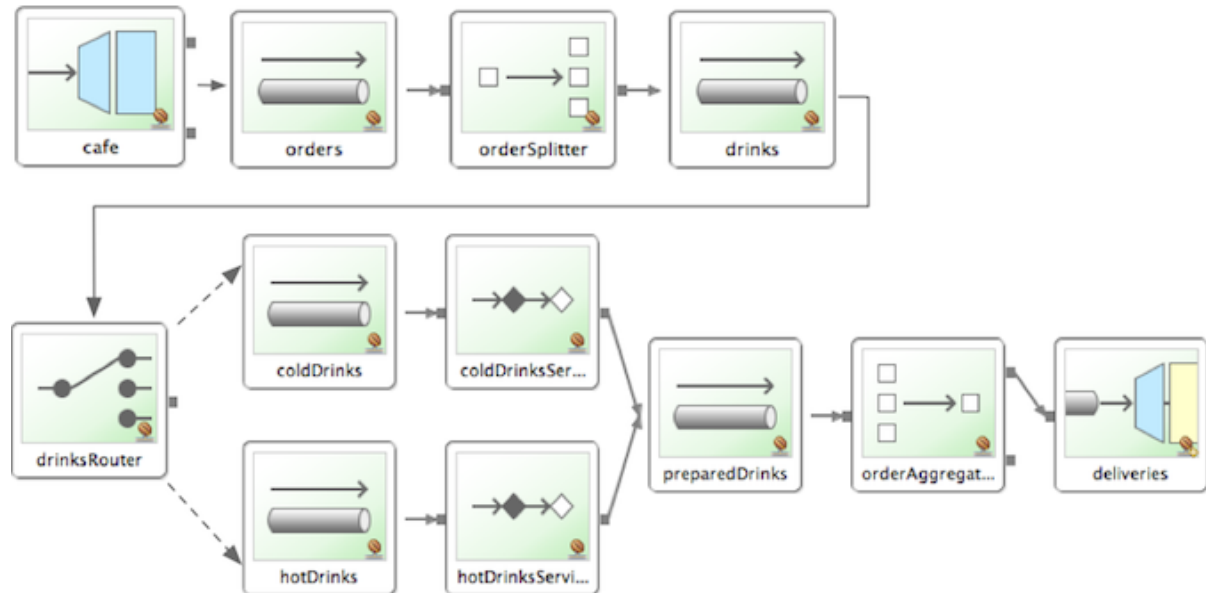 cafe
orders
orderSplitter
drinks
coldDrinks
coldDrinksSer...
drinksRouter
preparedDrinks
orderAggregat...
deliveries
hotDrinks
hotDrinksServi...